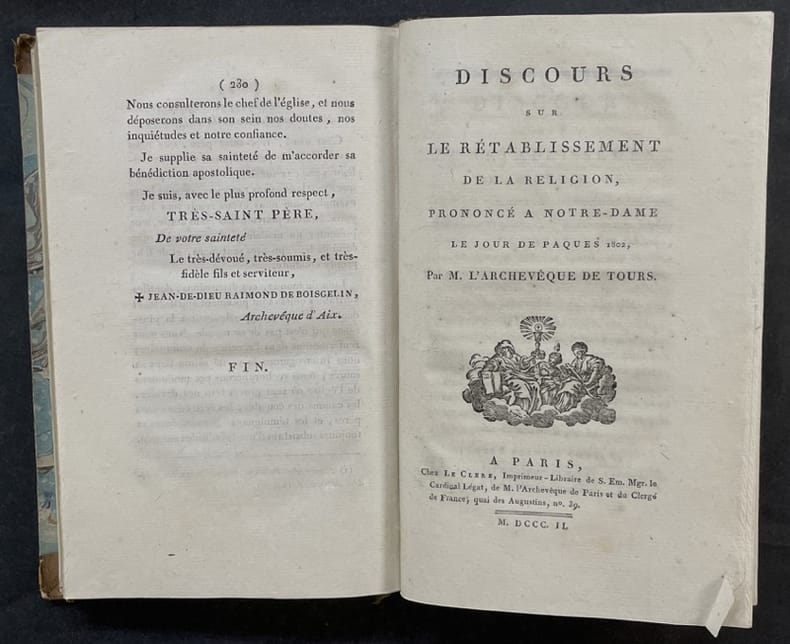 ( 280 )
Nous consulterons le chef de l'église, et nous
déposerons dans son sein nos doutes, nos
inquiétudes et notre confiance.
Je supplie sa sainteté de m'accorder sa
bénédiction apostolique.
Je suis, avec le plus profond respect,
TRÈS-SAINT PÈRE,
De votre sainteté
Le très-dévoué, très-soumis, et très-
fidèle fils et serviteur,
✠ JEAN-DE-DIEU RAIMOND DE BOISGELIN,
Archevéque d'Aix.
FIN.
DISCOURS
SUR
LE RÉTABLISSEMENT
DE LA RELIGION,
PRONONCÉ A NOTRE-DAME
LE JOUR DE PAQUES 1802,
Par M. L'ARCHEVÊQUE DE TOURS.
A PARIS,
Chez LE CLERE, Imprimeur-Libraire de S. Em. Mgr. le
Cardinal Légat, de M. l'Archevêque de Paris et du Clergé
de France; quai des Augustins, nº. 39.
M. DCCC. II.